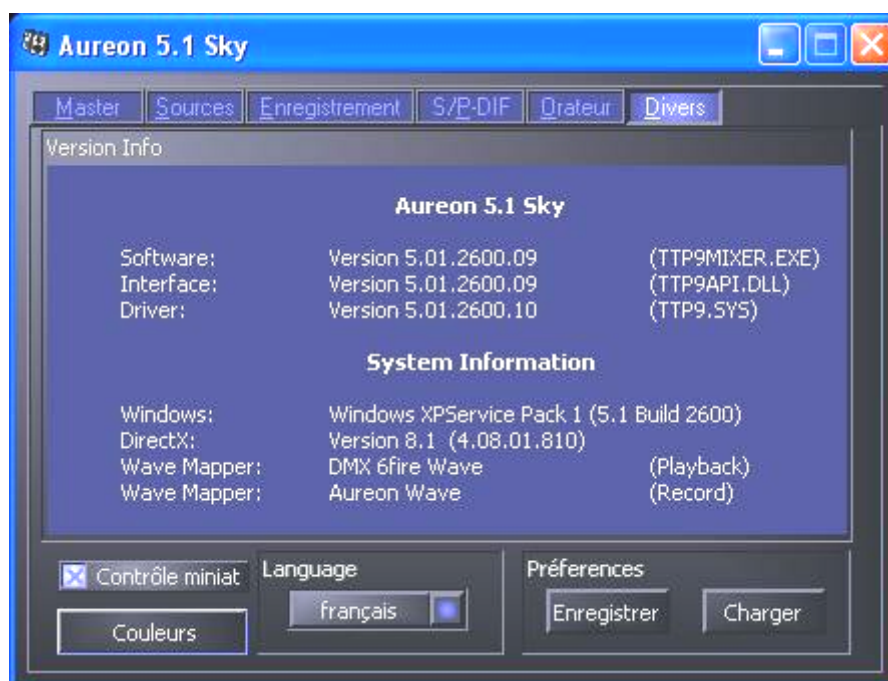 Aureon 5.1 Sky
Master Sources Enregistrement S/P-DIF Orateur Divers
Version Info
Aureon 5.1 Sky
Software: Version 5.01.2600.09 (TTP9MIXER.EXE)
Interface: Version 5.01.2600.09 (TTP9API.DLL)
Driver: Version 5.01.2600.10 (TTP9.SYS)
System Information
Windows: Windows XPService Pack 1 (5.1 Build 2600)
DirectX: Version 8.1 (4.08.01.810)
Wave Mapper: DMX 6fire Wave (Playback)
Wave Mapper: Aureon Wave (Record)
Contrôle miniat
Couleurs
Language
français
Préferences
Enregistrer Charger